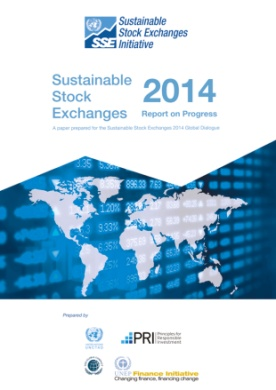 SSE
Sustainable
Stock Exchanges
Initiative
Sustainable
Stock
Exchanges
2014
Report on Progress
A paper prepared for the Sustainable Stock Exchanges 2014 Global Dialogue
Prepared by
PRI
Principles for
Responsible
Investment
UNEP Finance Initiative
Changing finance, financing change